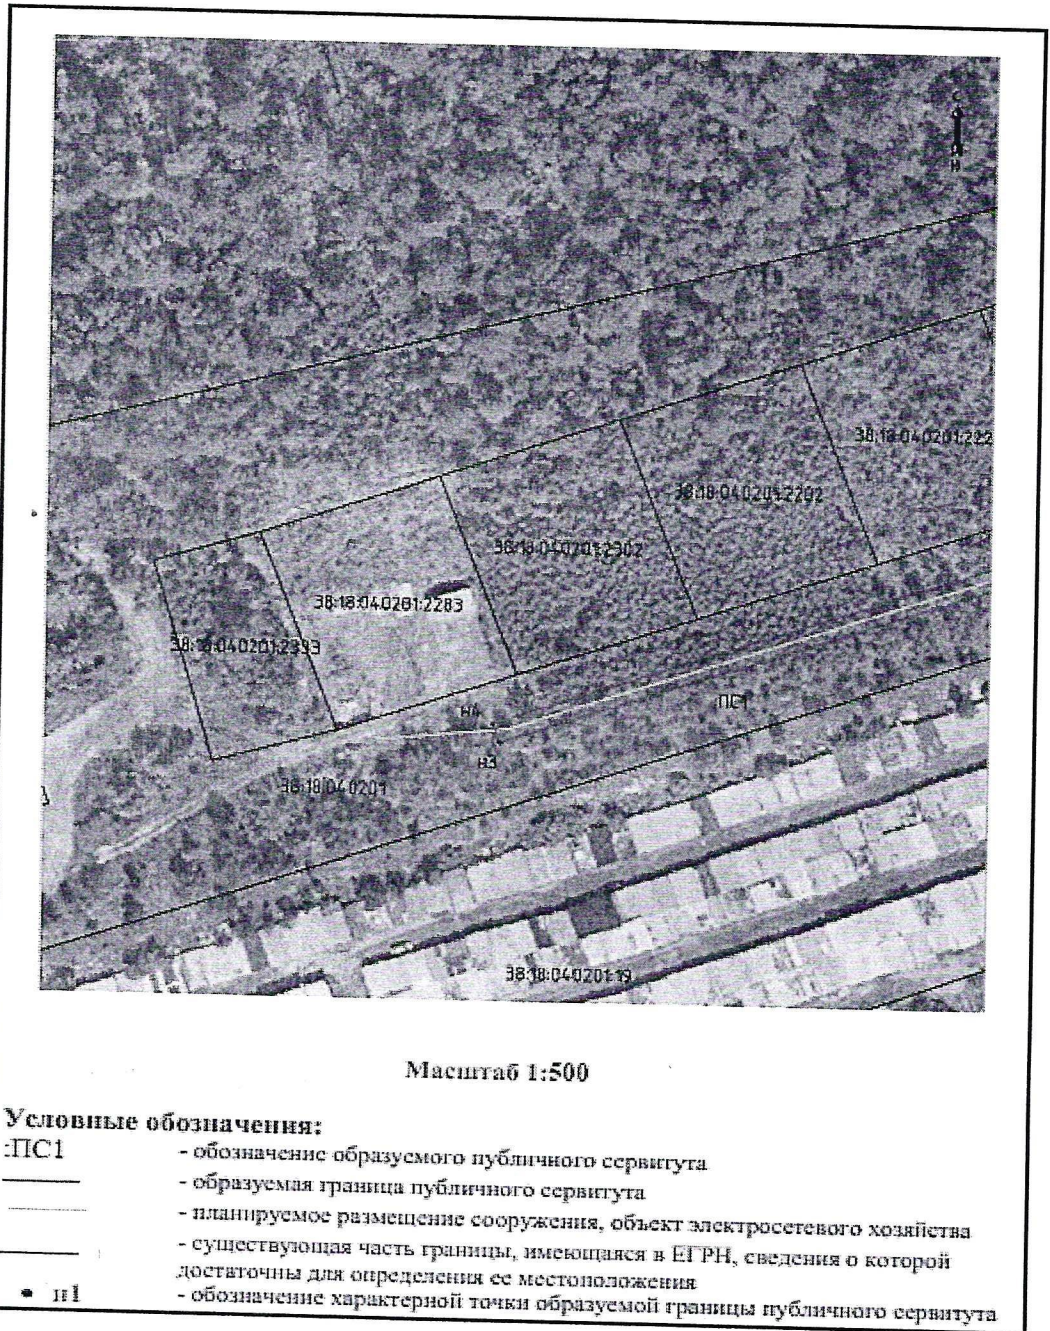 С
Ю
38:18:040201:222
38:18:040201:2202
38:18:040201:2302
38:18:040201:2283
38:18:040201:2393
н4
:ПС1
н3
38:18:040201
38:18:040201:19
Масштаб 1:500
Условные обозначения:
:ПС1 - обозначение образуемого публичного сервитута
- образуемая граница публичного сервитута
- планируемое размещение сооружения, объект электросетевого хозяйства
- существующая часть границы, имеющаяся в ЕГРН, сведения о которой
достаточны для определения ее местоположения
• н1 - обозначение характерной точки образуемой границы публичного сервитута